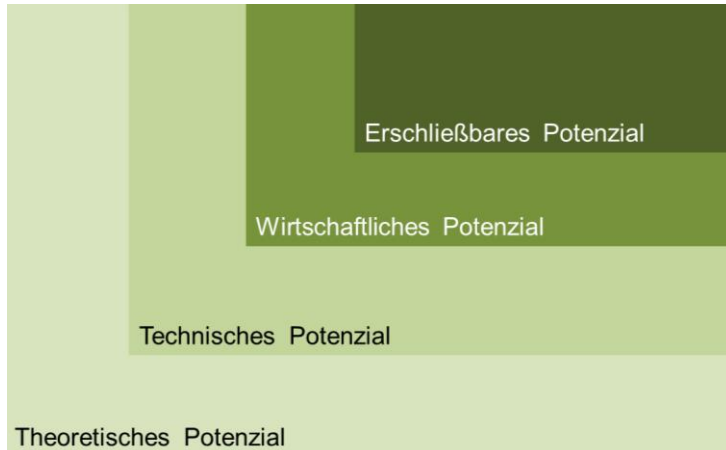 Erschließbares Potenzial
Wirtschaftliches Potenzial
Technisches Potenzial
Theoretisches Potenzial